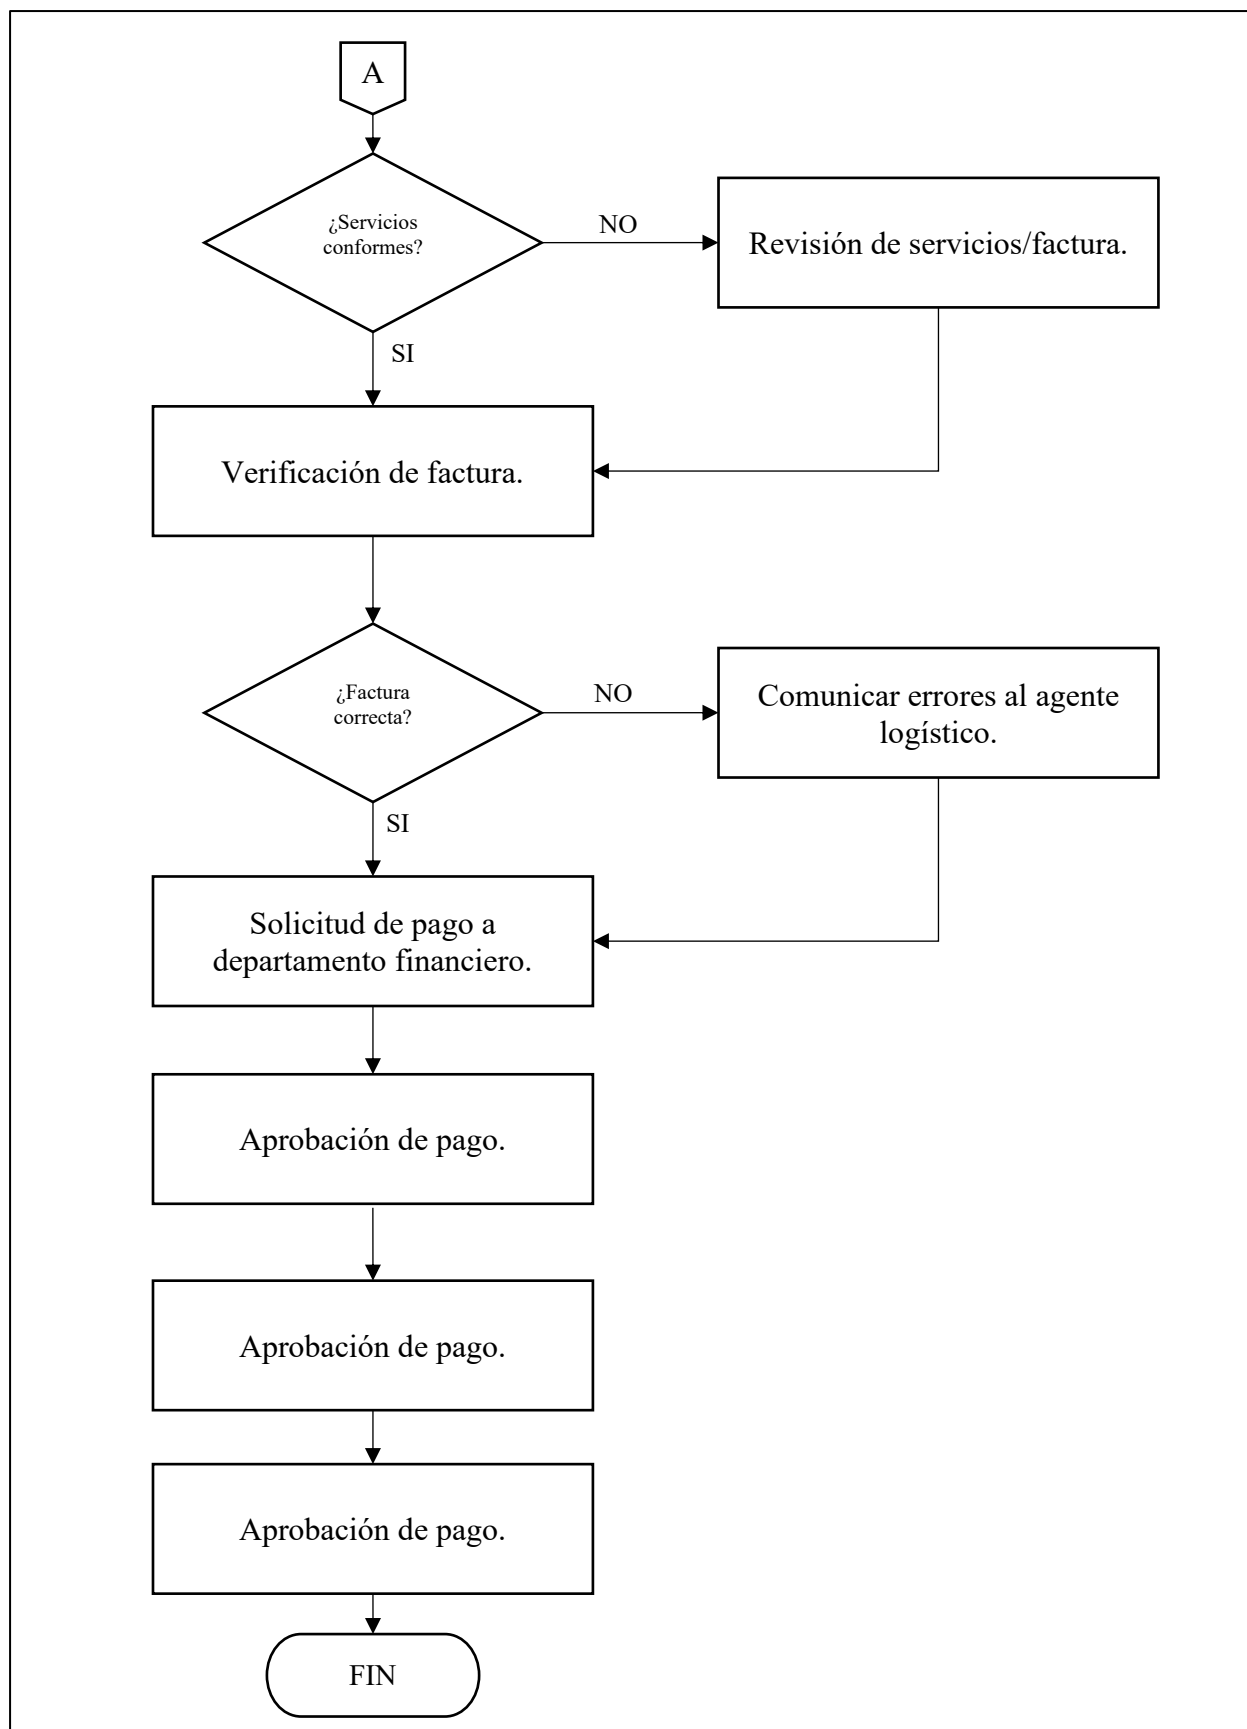 A
¿Servicios
conformes?
NO
Revisión de servicios/factura.
SI
Verificación de factura.
¿Factura
correcta?
NO
Comunicar errores al agente
logístico.
SI
Solicitud de pago a
departamento financiero.
Aprobación de pago.
Aprobación de pago.
Aprobación de pago.
FIN